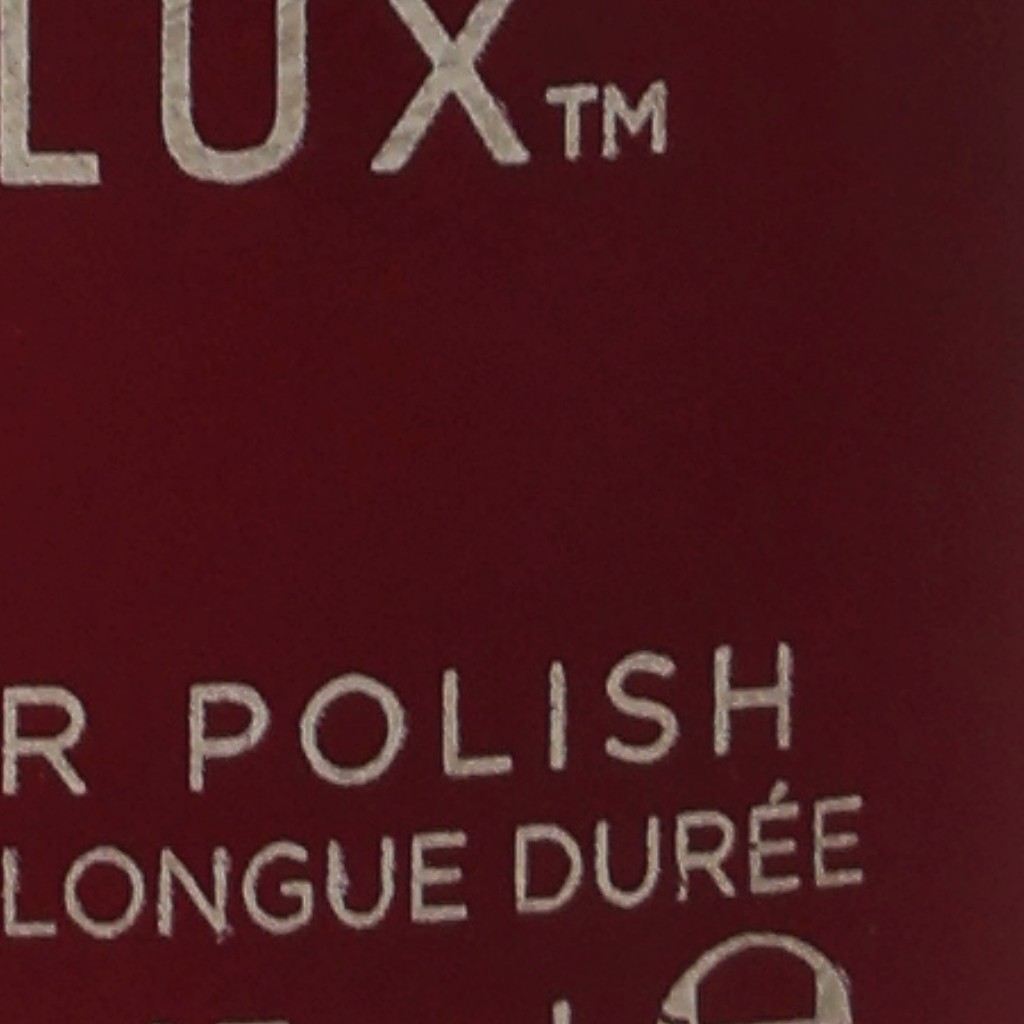 LUX™
R POLISH
LONGUE DURÉE
e